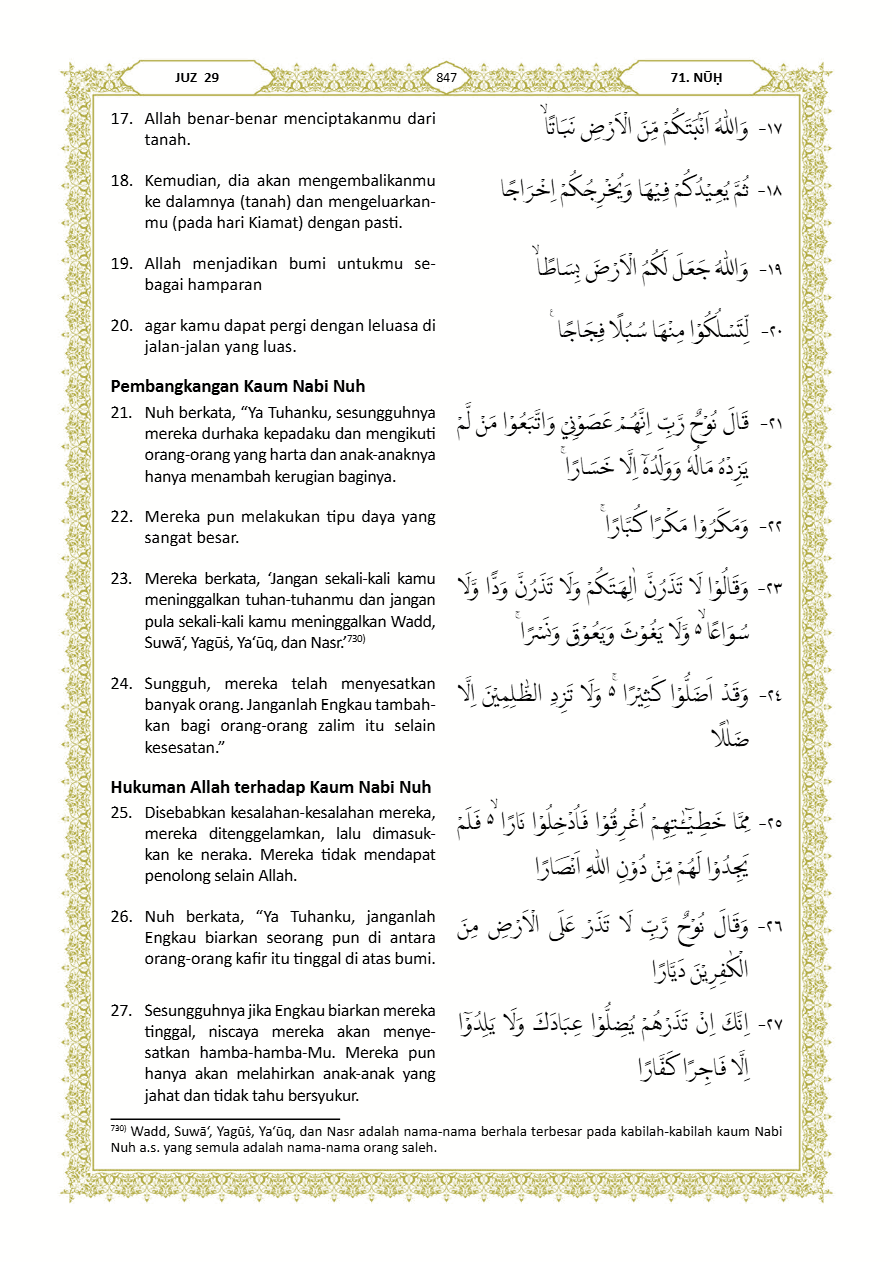 JUZ 29
847
71. NŪḤ
17. Allah benar-benar menciptakanmu dari
tanah.
١٧- وَاللّٰهُ اَنْۢبَتَكُمْ مِّنَ الْاَرْضِ نَبَاتًاۙ
18. Kemudian, dia akan mengembalikanmu
ke dalamnya (tanah) dan mengeluarkan-
mu (pada hari Kiamat) dengan pasti.
١٨- ثُمَّ يُعِيْدُكُمْ فِيْهَا وَيُخْرِجُكُمْ اِخْرَاجًا
19. Allah menjadikan bumi untukmu se-
bagai hamparan
١٩- وَاللّٰهُ جَعَلَ لَكُمُ الْاَرْضَ بِسَاطًاۙ
20. agar kamu dapat pergi dengan leluasa di
jalan-jalan yang luas.
٢٠- لِّتَسْلُكُوْا مِنْهَا سُبُلًا فِجَاجًا ࣖ
Pembangkangan Kaum Nabi Nuh
21. Nuh berkata, “Ya Tuhanku, sesungguhnya
mereka durhaka kepadaku dan mengikuti
orang-orang yang harta dan anak-anaknya
hanya menambah kerugian baginya.
٢١- قَالَ نُوْحٌ رَّبِّ اِنَّهُمْ عَصَوْنِيْ وَاتَّبَعُوْا مَنْ لَّمْ
يَزِدْهُ مَالُهٗ وَوَلَدُهٗٓ اِلَّا خَسَارًاۚ
22. Mereka pun melakukan tipu daya yang
sangat besar.
٢٢- وَمَكَرُوْا مَكْرًا كُبَّارًاۚ
23. Mereka berkata, ‘Jangan sekali-kali kamu
meninggalkan tuhan-tuhanmu dan jangan
pula sekali-kali kamu meninggalkan Wadd,
Suwā‘, Yagūṡ, Ya‘ūq, dan Nasr.’730)
٢٣- وَقَالُوْا لَا تَذَرُنَّ اٰلِهَتَكُمْ وَلَا تَذَرُنَّ وَدًّا وَّلَا
سُوَاعًا ەۙ وَّلَا يَغُوْثَ وَيَعُوْقَ وَنَسْرًاۚ
24. Sungguh, mereka telah menyesatkan
banyak orang. Janganlah Engkau tambah-
kan bagi orang-orang zalim itu selain
kesesatan.”
٢٤- وَقَدْ اَضَلُّوْا كَثِيْرًا ەۚ وَلَا تَزِدِ الظّٰلِمِيْنَ اِلَّا
ضَلٰلًا
Hukuman Allah terhadap Kaum Nabi Nuh
25. Disebabkan kesalahan-kesalahan mereka,
mereka ditenggelamkan, lalu dimasuk-
kan ke neraka. Mereka tidak mendapat
penolong selain Allah.
٢٥- مِمَّا خَطِيْۤـٰٔتِهِمْ اُغْرِقُوْا فَاُدْخِلُوْا نَارًا ەۙ فَلَمْ
يَجِدُوْا لَهُمْ مِّنْ دُوْنِ اللّٰهِ اَنْصَارًا
26. Nuh berkata, “Ya Tuhanku, janganlah
Engkau biarkan seorang pun di antara
orang-orang kafir itu tinggal di atas bumi.
٢٦- وَقَالَ نُوْحٌ رَّبِّ لَا تَذَرْ عَلَى الْاَرْضِ مِنَ
الْكٰفِرِيْنَ دَيَّارًا
27. Sesungguhnya jika Engkau biarkan mereka
tinggal, niscaya mereka akan menye-
satkan hamba-hamba-Mu. Mereka pun
hanya akan melahirkan anak-anak yang
jahat dan tidak tahu bersyukur.
٢٧- اِنَّكَ اِنْ تَذَرْهُمْ يُضِلُّوْا عِبَادَكَ وَلَا يَلِدُوْٓا
اِلَّا فَاجِرًا كَفَّارًا
730) Wadd, Suwā‘, Yagūṡ, Ya‘ūq, dan Nasr adalah nama-nama berhala terbesar pada kabilah-kabilah kaum Nabi
Nuh a.s. yang semula adalah nama-nama orang saleh.